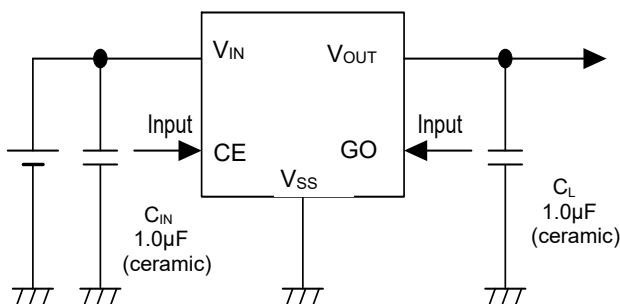 VIN
VOUT
Input
CE
GO
Input
VSS
CIN
1.0µF
(ceramic)
CL
1.0µF
(ceramic)